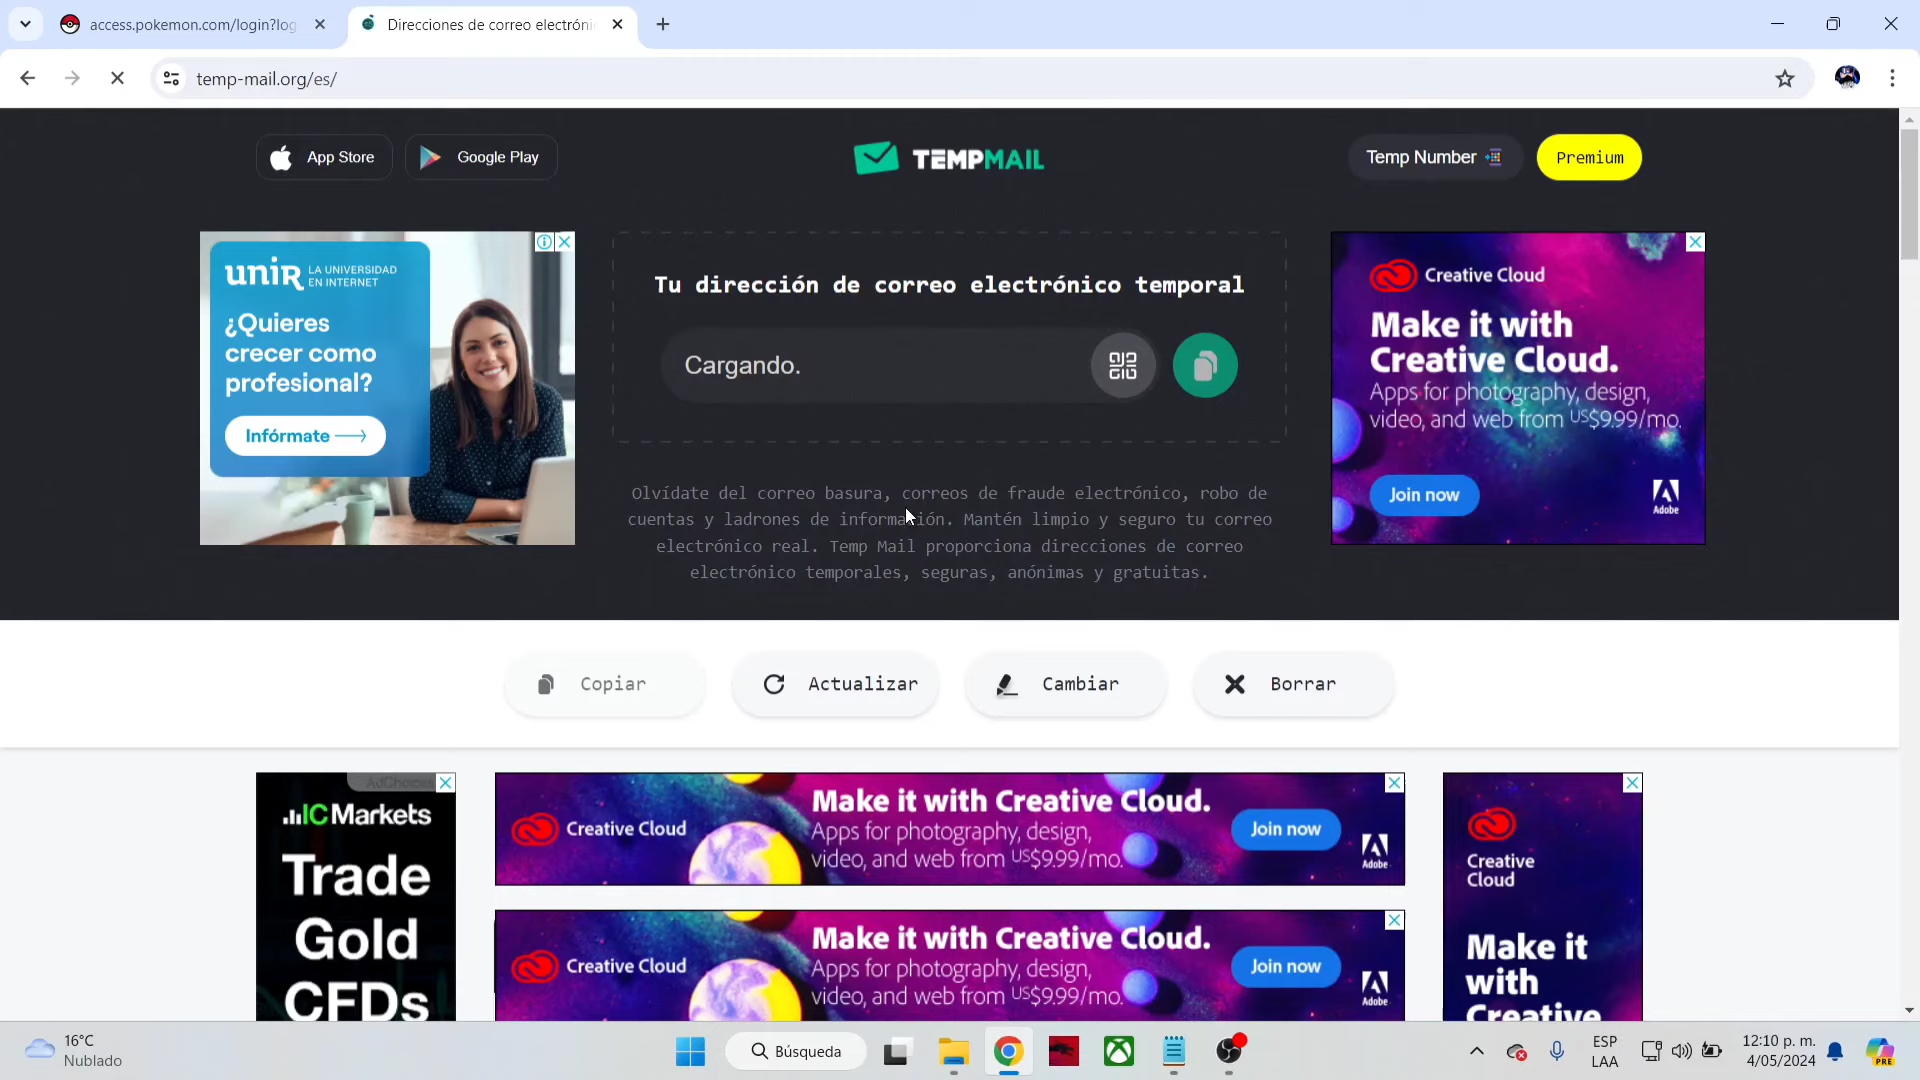 access.pokemon.com/login?log
Direcciones de correo electróni
temp-mail.org/es/
App Store
Google Play
TEMPMAIL
Temp Number
Premium
unir LA UNIVERSIDAD
EN INTERNET
¿Quieres
crecer como
profesional?
Infórmate
Tu dirección de correo electrónico temporal
Cargando.
Creative Cloud
Make it with
Creative Cloud.
Apps for photography, design,
video, and web from US$9.99/mo.
Join now
Adobe
Olvídate del correo basura, correos de fraude electrónico, robo de
cuentas y ladrones de información. Mantén limpio y seguro tu correo
electrónico real. Temp Mail proporciona direcciones de correo
electrónico temporales, seguras, anónimas y gratuitas.
Copiar
Actualizar
Cambiar
Borrar
AdChoices
IC Markets
Trade
Gold
CFDs
Creative Cloud
Make it with Creative Cloud.
Apps for photography, design,
video, and web from US$9.99/mo.
Join now
Adobe
Creative Cloud
Make it with Creative Cloud.
Apps for photography, design,
video, and web from US$9.99/mo.
Join now
Adobe
Creative
Cloud
Make it
with
Creative
16°C
Nublado
Búsqueda
ESP
LAA
12:10 p. m.
4/05/2024
PRE